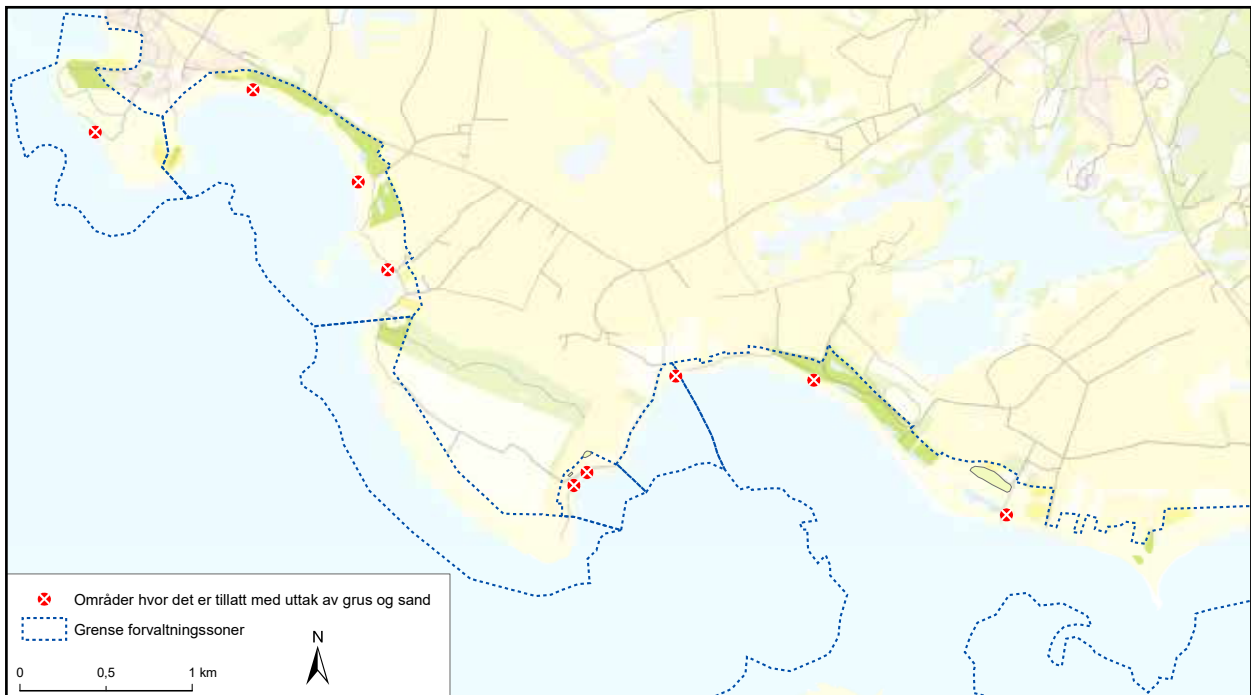 Områder hvor det er tillatt med uttak av grus og sand
Grense forvaltningssoner
N
0 0,5 1 km